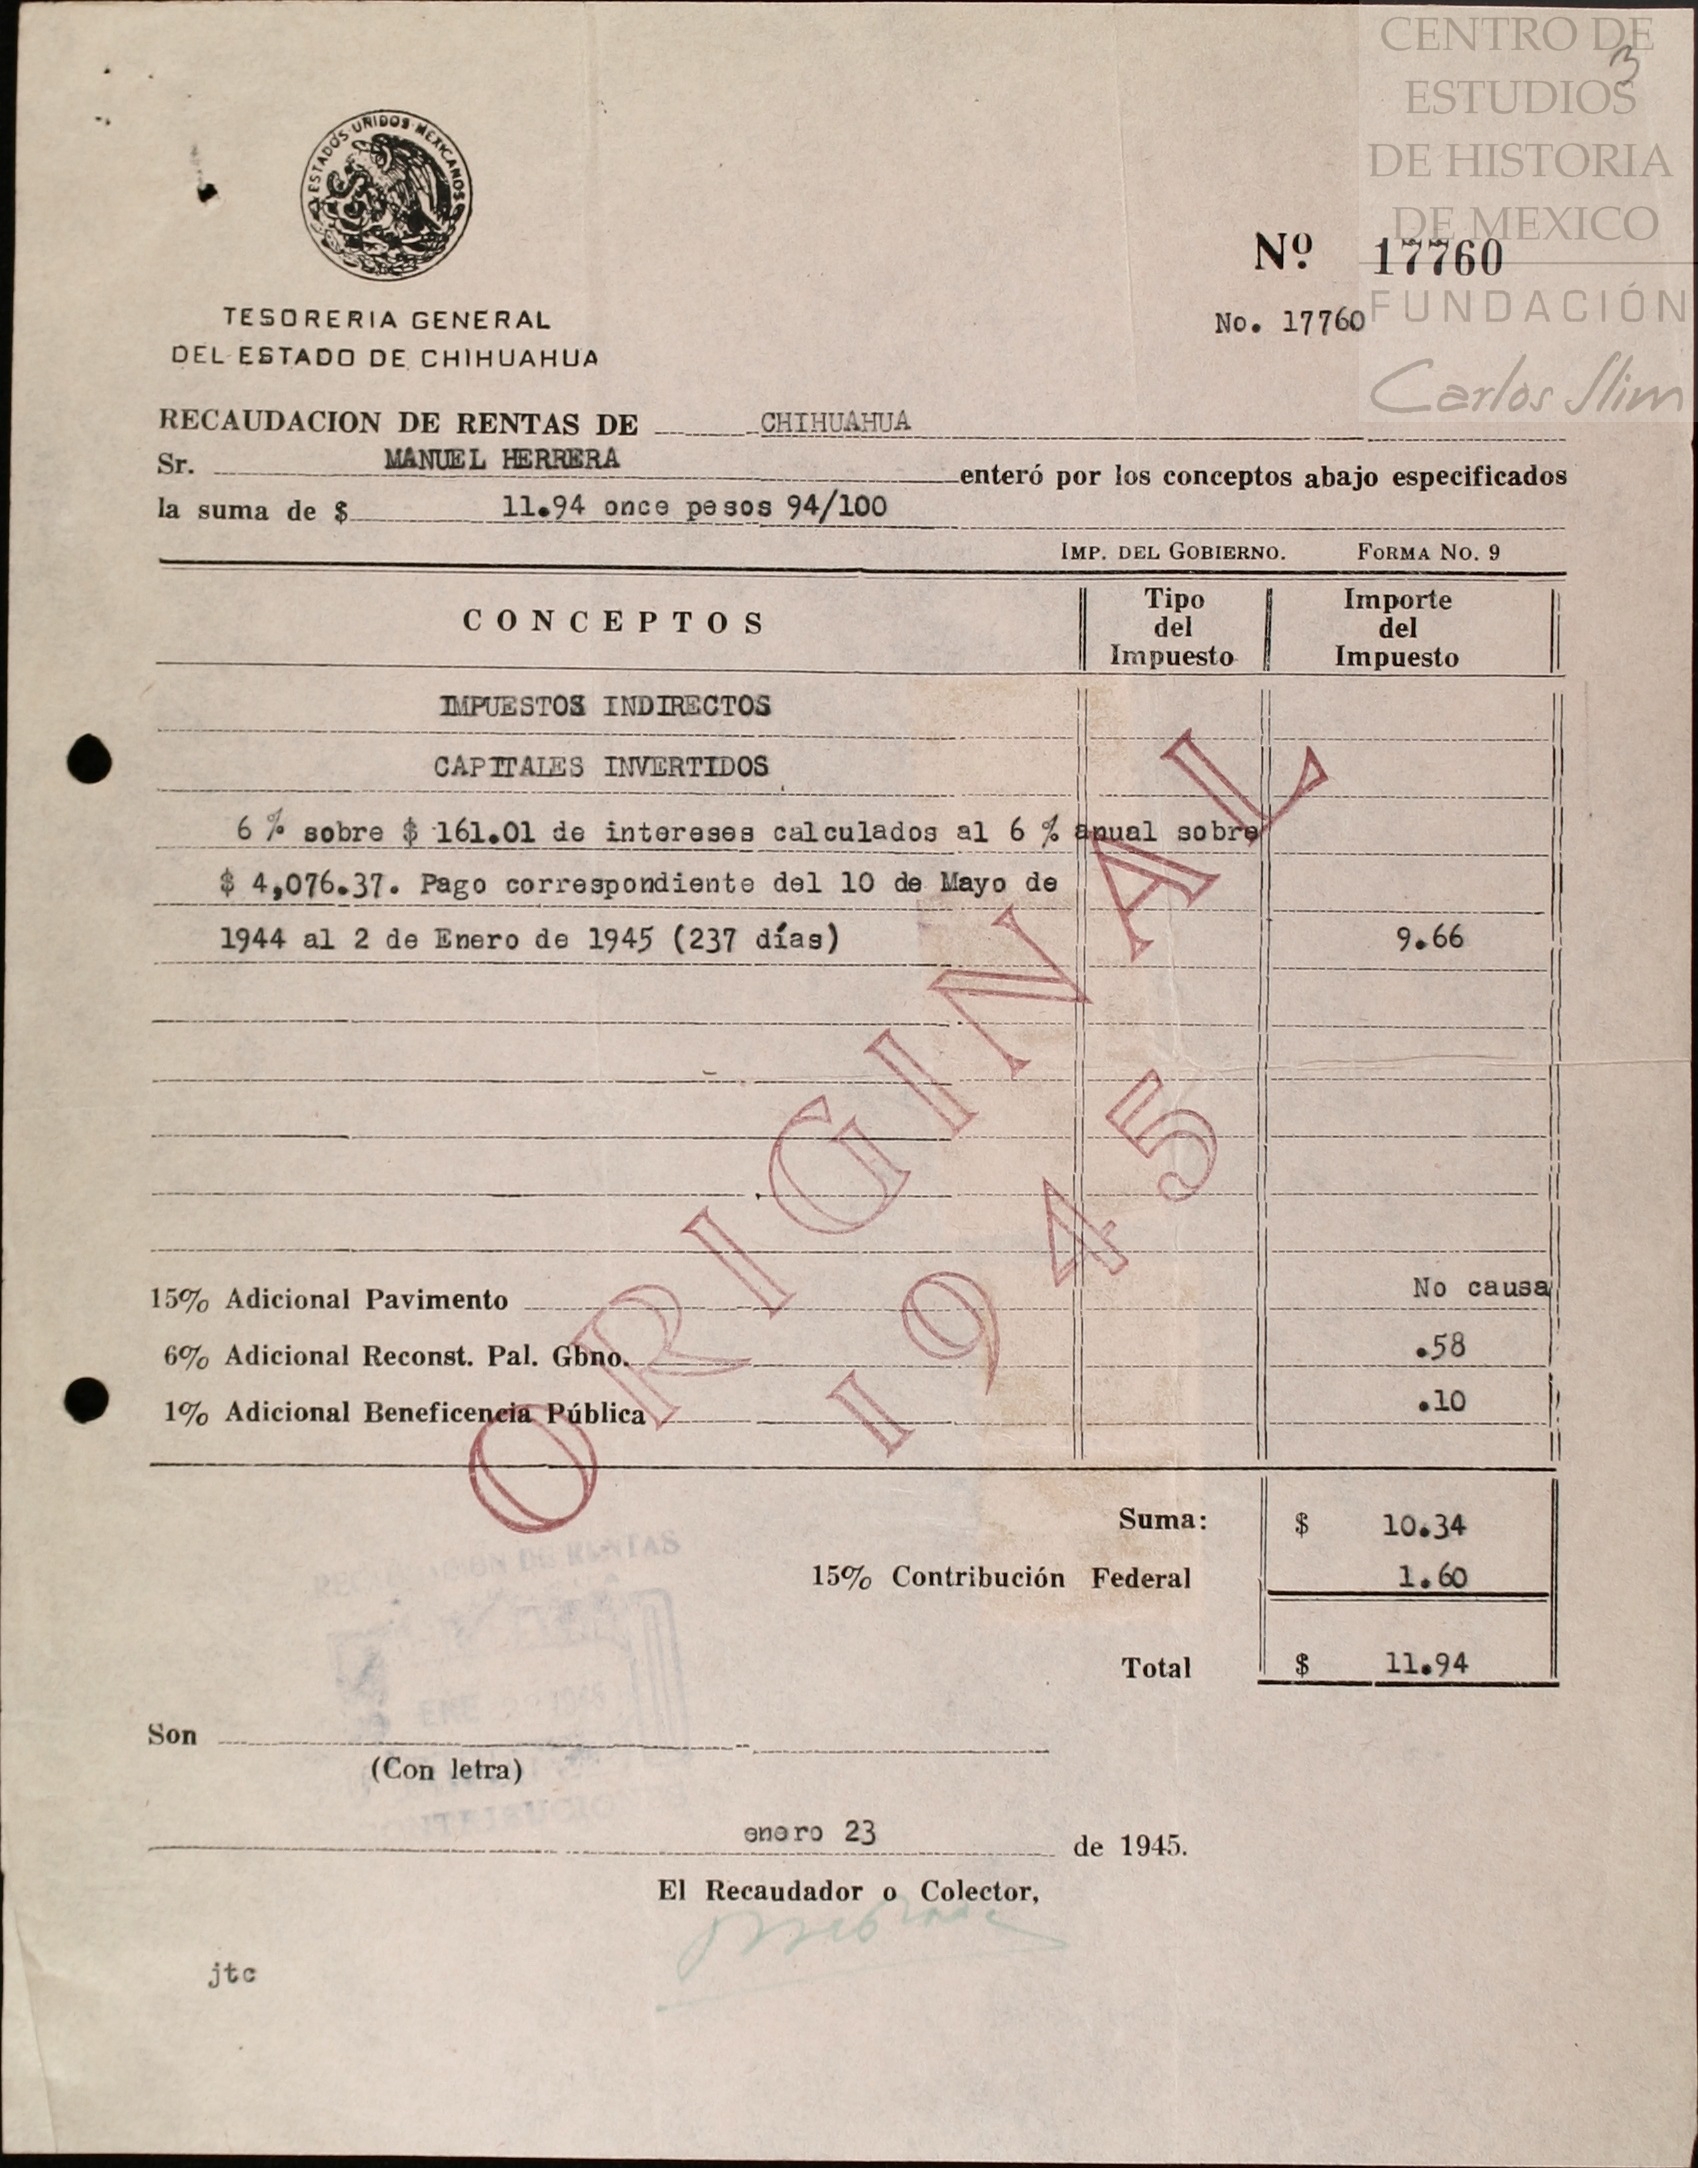 CENTRO DE
ESTUDIOS
DE HISTORIA
DE MEXICO
FUNDACIÓN
Carlos Slim
3
ESTADOS UNIDOS MEXICANOS
TESORERIA GENERAL
DEL ESTADO DE CHIHUAHUA
Nº 17760
No. 17760
RECAUDACION DE RENTAS DE CHIHUAHUA
Sr. MANUEL HERRERA enteró por los conceptos abajo especificados
la suma de $ 11.94 once pesos 94/100
IMP. DEL GOBIERNO. FORMA NO. 9
CONCEPTOS
Tipo
del
Impuesto
Importe
del
Impuesto
IMPUESTOS INDIRECTOS
CAPITALES INVERTIDOS
6 % sobre $ 161.01 de intereses calculados al 6 % anual sobre
$ 4,076.37. Pago correspondiente del 10 de Mayo de
1944 al 2 de Enero de 1945 (237 días) 9.66
ORIGINAL
1945
15% Adicional Pavimento No causa
6% Adicional Reconst. Pal. Gbno. .58
1% Adicional Beneficencia Pública .10
Suma: $ 10.34
15% Contribución Federal 1.60
Total $ 11.94
RECAUDACION DE RENTAS
ENE
Son
(Con letra)
enero 23 de 1945.
El Recaudador o Colector,
jtc